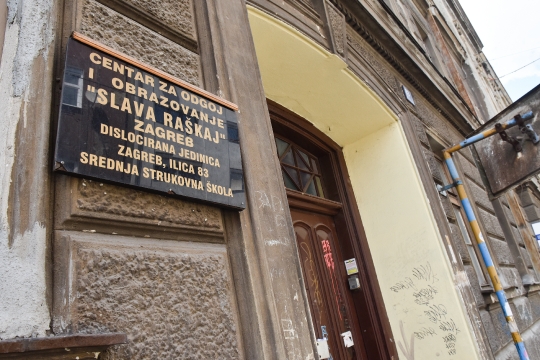 CENTAR ZA ODGOJ
I OBRAZOVANJE
"SLAVA RAŠKAJ"
ZAGREB
DISLOCIRANA JEDINICA
ZAGREB, ILICA 83
SREDNJA STRUKOVNA ŠKOLA